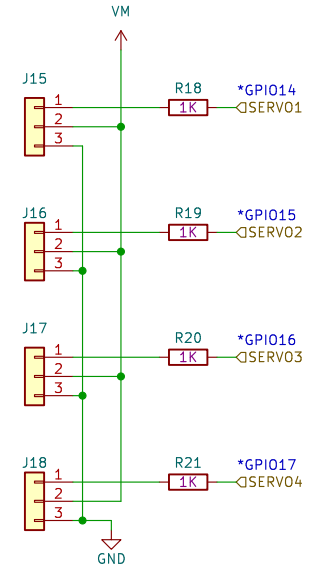 VM
J15
1
2
3
R18
1K
*GPIO14
SERVO1
J16
1
2
3
R19
1K
*GPIO15
SERVO2
J17
1
2
3
R20
1K
*GPIO16
SERVO3
J18
1
2
3
R21
1K
*GPIO17
SERVO4
GND